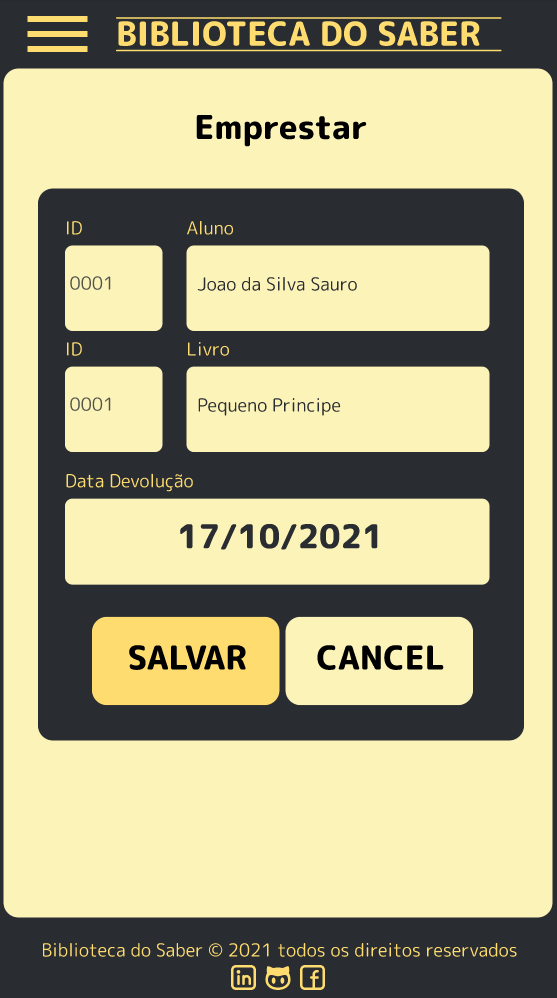 BIBLIOTECA DO SABER
Emprestar
ID Aluno
0001 Joao da Silva Sauro
ID Livro
0001 Pequeno Principe
Data Devolução
17/10/2021
SALVAR CANCEL
Biblioteca do Saber © 2021 todos os direitos reservados